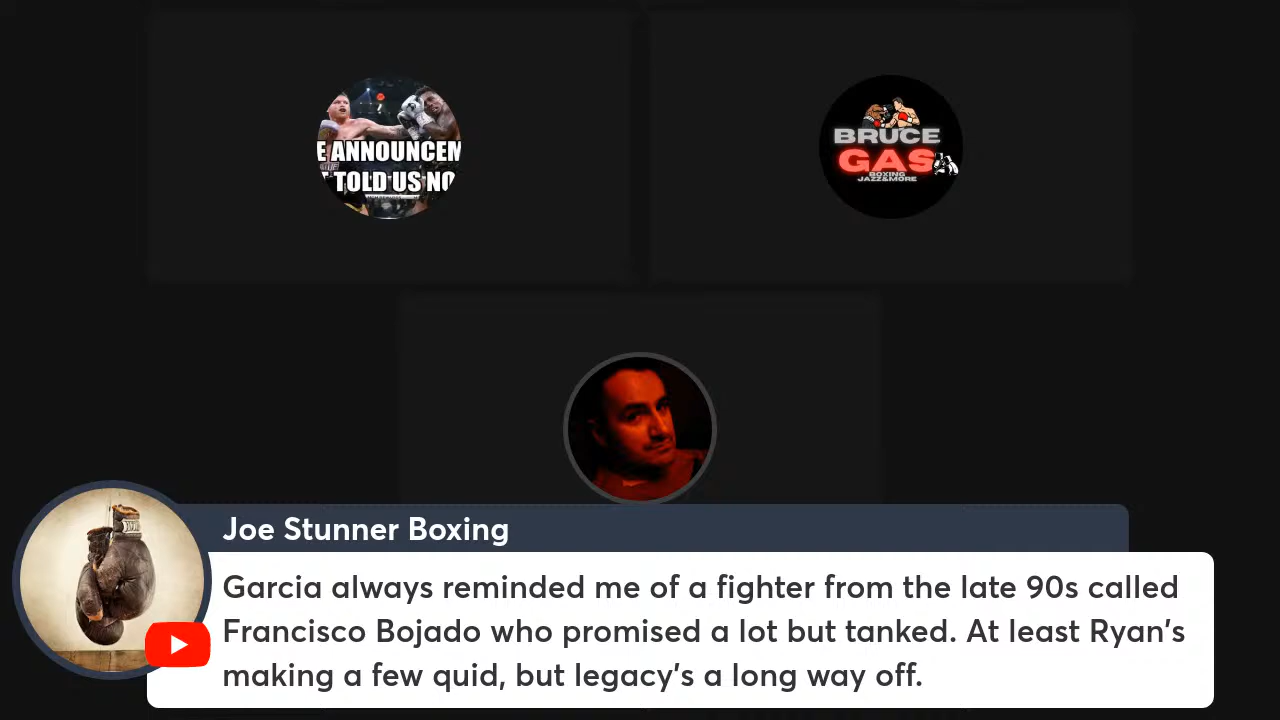 E ANNOUNCEM
TOLD US NO
BRUCE
GAS
BOXING
JAZZ&MORE
Joe Stunner Boxing
Garcia always reminded me of a fighter from the late 90s called
Francisco Bojado who promised a lot but tanked. At least Ryan's
making a few quid, but legacy's a long way off.